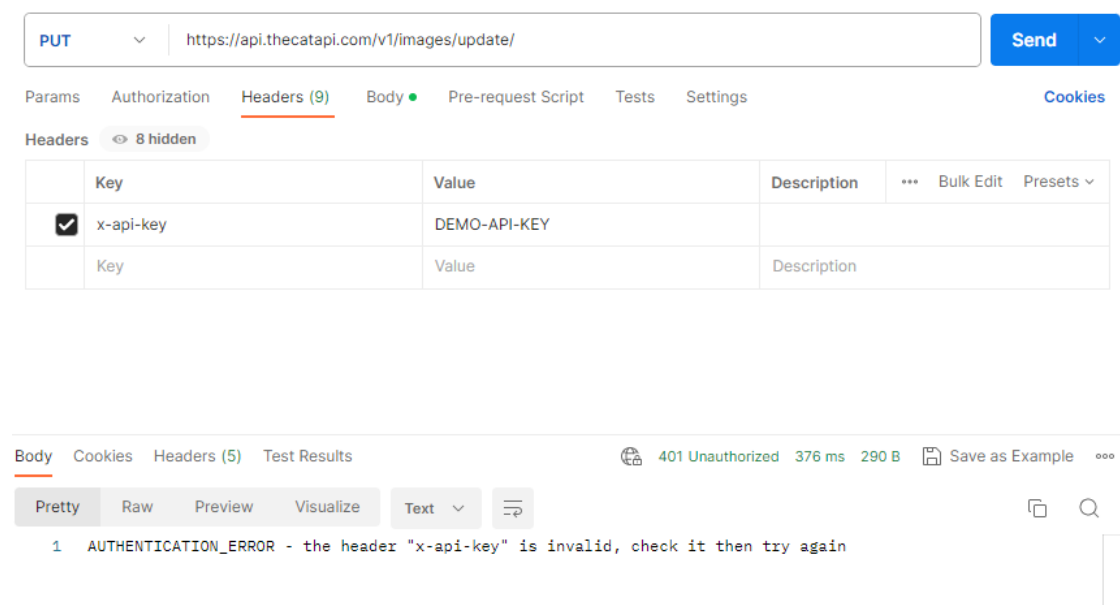 PUT https://api.thecatapi.com/v1/images/update/ Send
Params Authorization Headers (9) Body Pre-request Script Tests Settings Cookies
Headers 8 hidden
Key Value Description ••• Bulk Edit Presets
x-api-key DEMO-API-KEY
Key Value Description
Body Cookies Headers (5) Test Results 401 Unauthorized 376 ms 290 B Save as Example
Pretty Raw Preview Visualize Text
1 AUTHENTICATION_ERROR - the header "x-api-key" is invalid, check it then try again